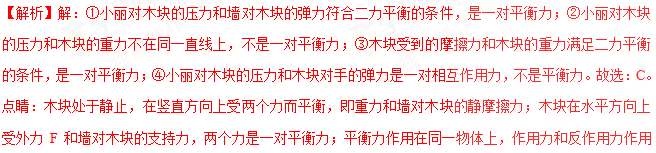 【解析】解：①小丽对木块的压力和墙对木块的弹力符合二力平衡的条件，是一对平衡力；②小丽对木块
的压力和木块的重力不在同一直线上，不是一对平衡力；③木块受到的摩擦力和木块的重力满足二力平衡
的条件，是一对平衡力；④小丽对木块的压力和木块对手的弹力是一对相互作用力，不是平衡力。故选：C。
点睛：木块处于静止，在竖直方向上受两个力而平衡，即重力和墙对木块的静摩擦力；木块在水平方向上
受外力 F 和墙对木块的支持力，两个力是一对平衡力；平衡力作用在同一物体上，作用力和反作用力作用